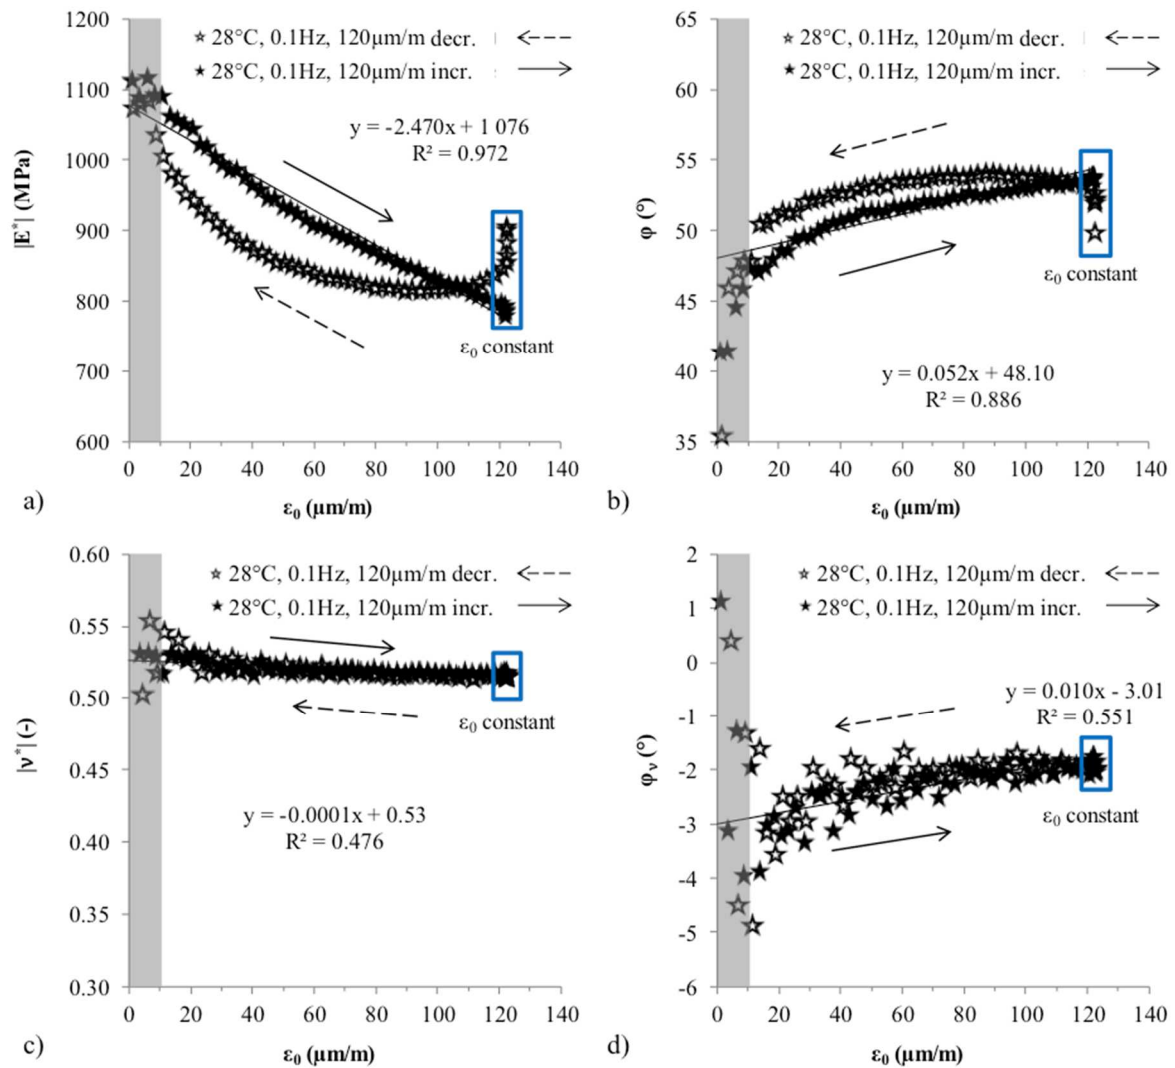 1200
1100
1000
900
800
700
600
|E*| (MPa)
28°C, 0.1Hz, 120μm/m decr.
28°C, 0.1Hz, 120μm/m incr.
y = -2.470x + 1 076
R² = 0.972
ε0 constant
0 20 40 60 80 100 120 140
a)
ε0 (μm/m)
65
60
55
50
45
40
35
φ (°)
28°C, 0.1Hz, 120μm/m decr.
28°C, 0.1Hz, 120μm/m incr.
ε0 constant
y = 0.052x + 48.10
R² = 0.886
0 20 40 60 80 100 120 140
b)
ε0 (μm/m)
0.60
0.55
0.50
0.45
0.40
0.35
0.30
|ν*| (-)
28°C, 0.1Hz, 120μm/m decr.
28°C, 0.1Hz, 120μm/m incr.
ε0 constant
y = -0.0001x + 0.53
R² = 0.476
0 20 40 60 80 100 120 140
c)
ε0 (μm/m)
2
1
0
-1
-2
-3
-4
-5
-6
φν (°)
28°C, 0.1Hz, 120μm/m decr.
28°C, 0.1Hz, 120μm/m incr.
y = 0.010x - 3.01
R² = 0.551
ε0 constant
0 20 40 60 80 100 120 140
d)
ε0 (μm/m)